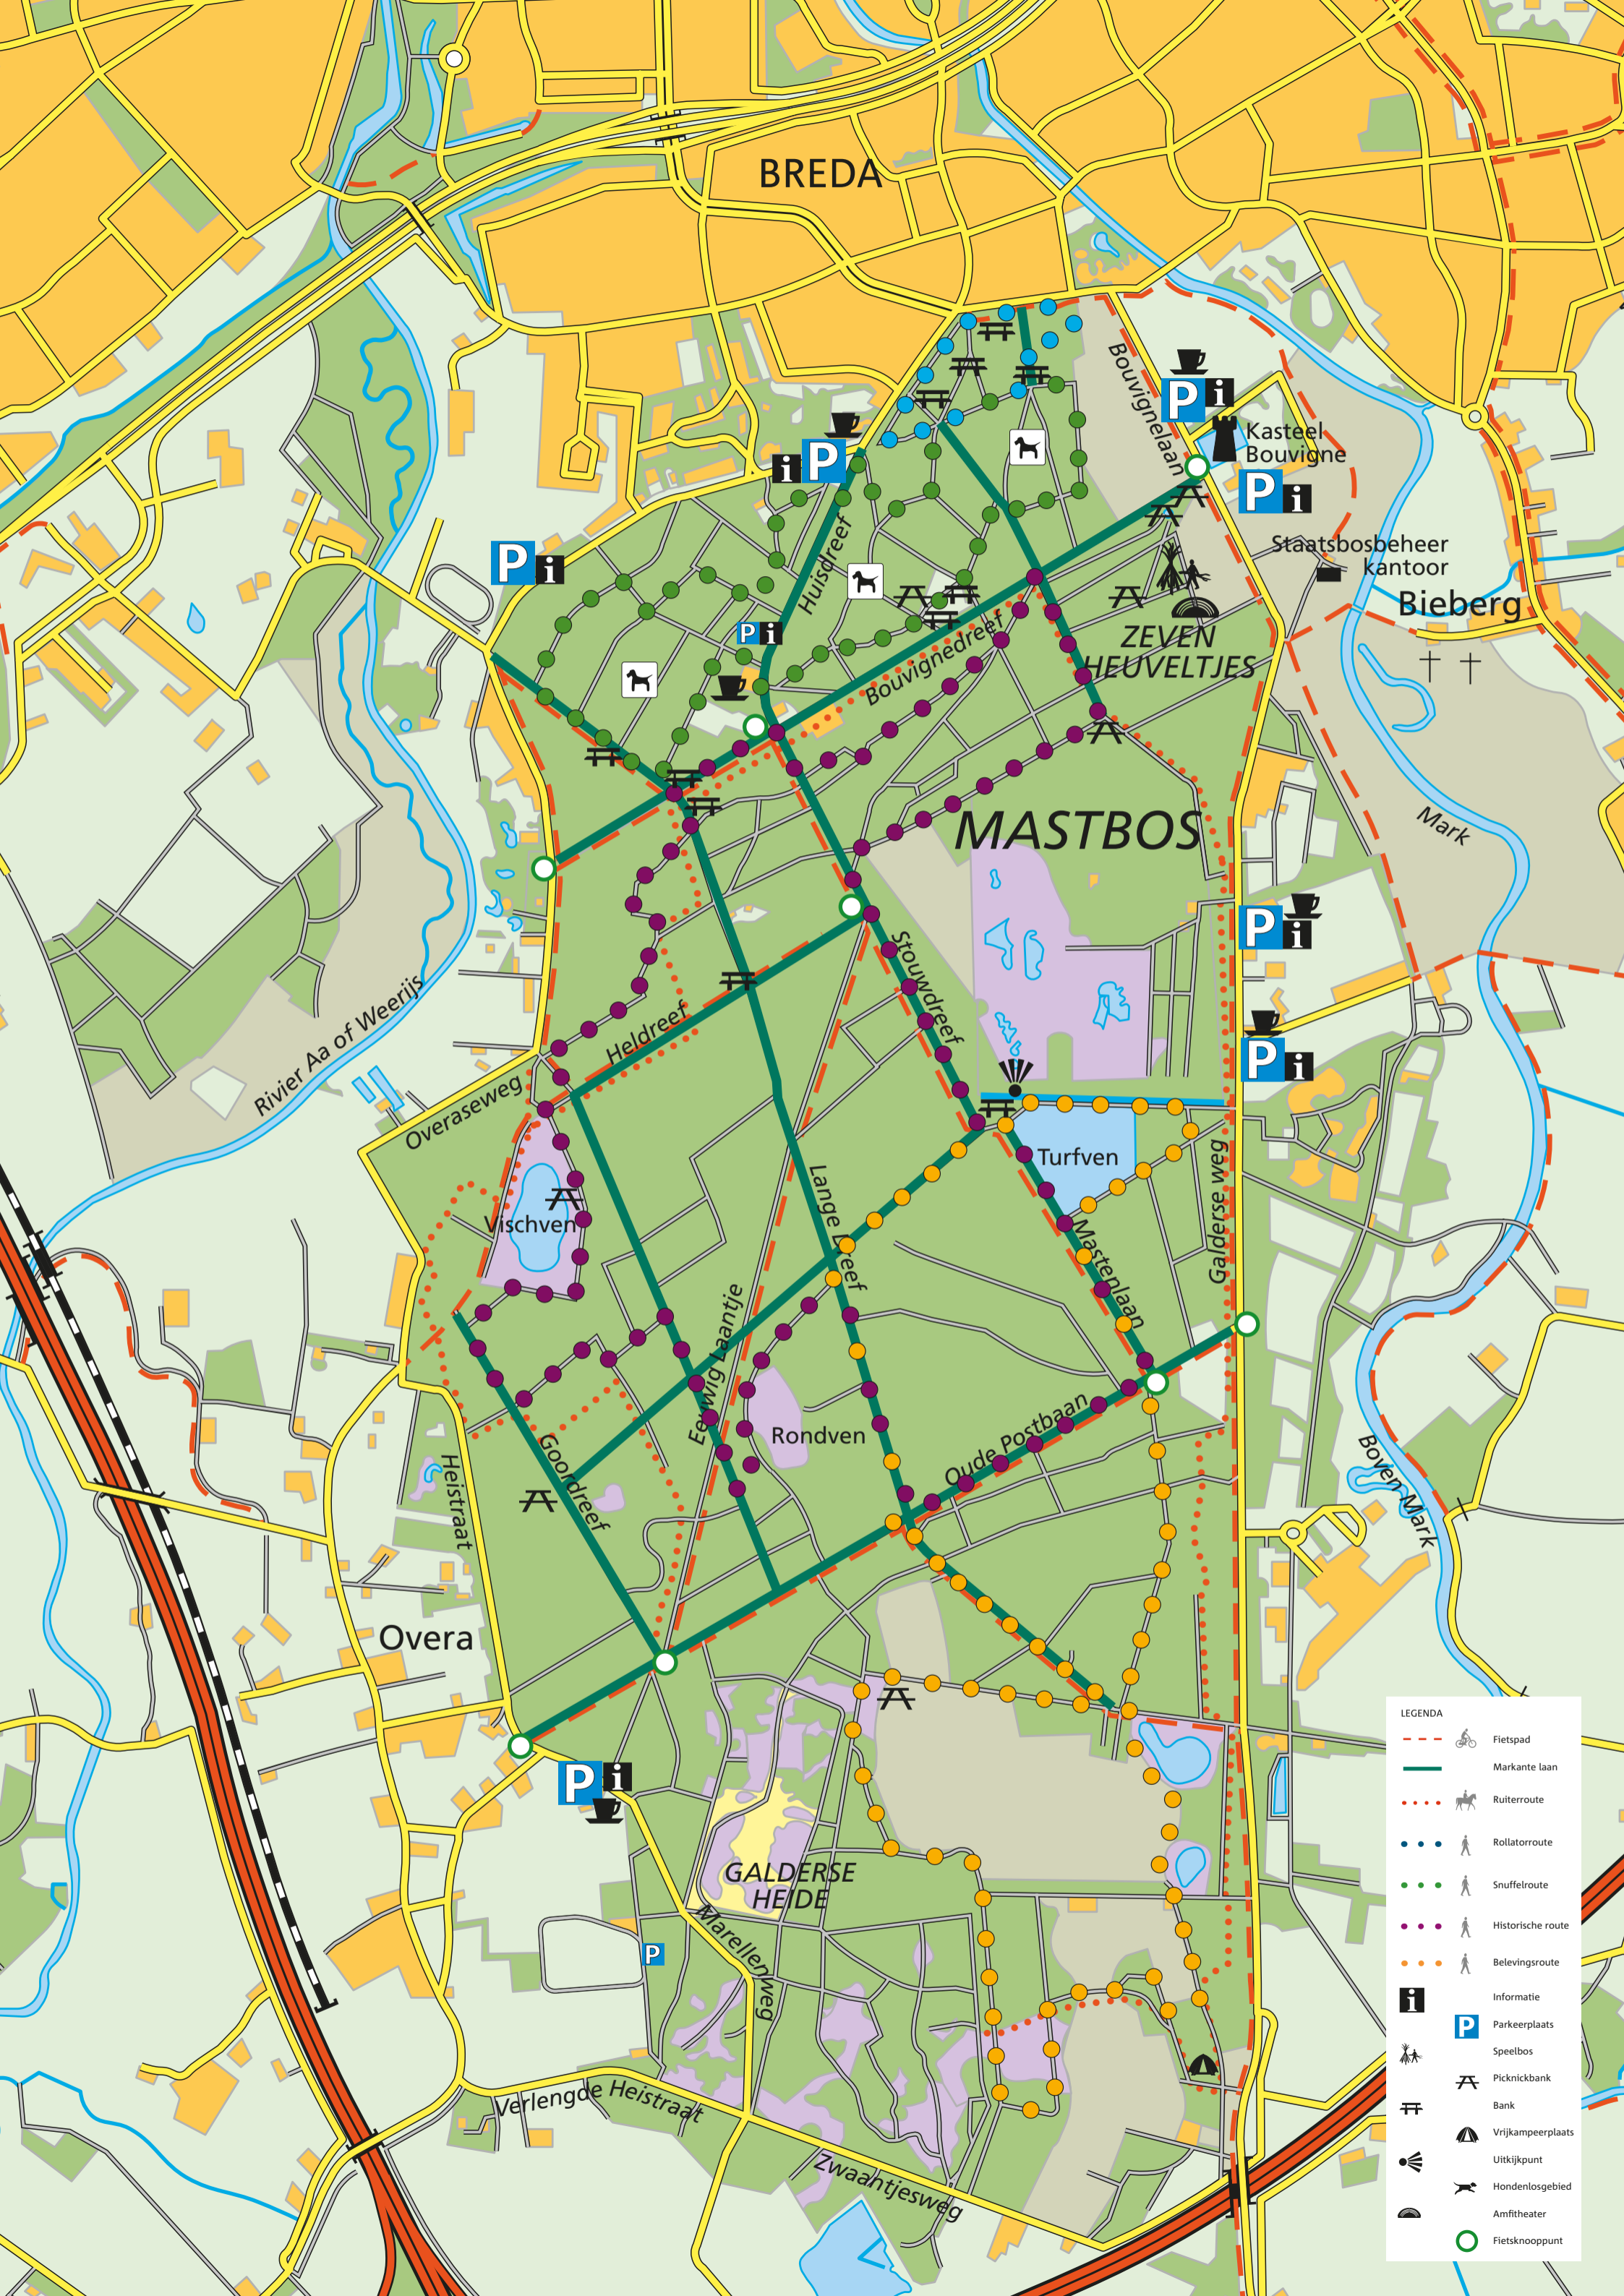 BREDA
Bouvignelaan
P i
Kasteel
Bouvigne
i P
P i
Huisdreef
Staatsbosbeheer
kantoor
P i
Bieberg
P i
ZEVEN
HEUVELTJES
Bouvignedreef
MASTBOS
Mark
P i
Stouwdreef
Rivier Aa of Weerijs
Heldreef
P i
Overaseweg
Turfven
Galderseweg
Lange Dreef
Vischven
Mastenlaan
Eeuwig Laantje
Rondven
Oude Postbaan
Goordreef
Heistraat
Boven Mark
Overa
P i
GALDERSE
HEIDE
Marellenweg
P
Verlengde Heistraat
Zwaantjesweg
LEGENDA
Fietspad
Markante laan
Ruiterroute
Rollatorroute
Snuffelroute
Historische route
Belevingsroute
i Informatie
P Parkeerplaats
Speelbos
Picknickbank
Bank
Vrijkampeerplaats
Uitkijkpunt
Hondenlosgebied
Amfitheater
Fietsknooppunt